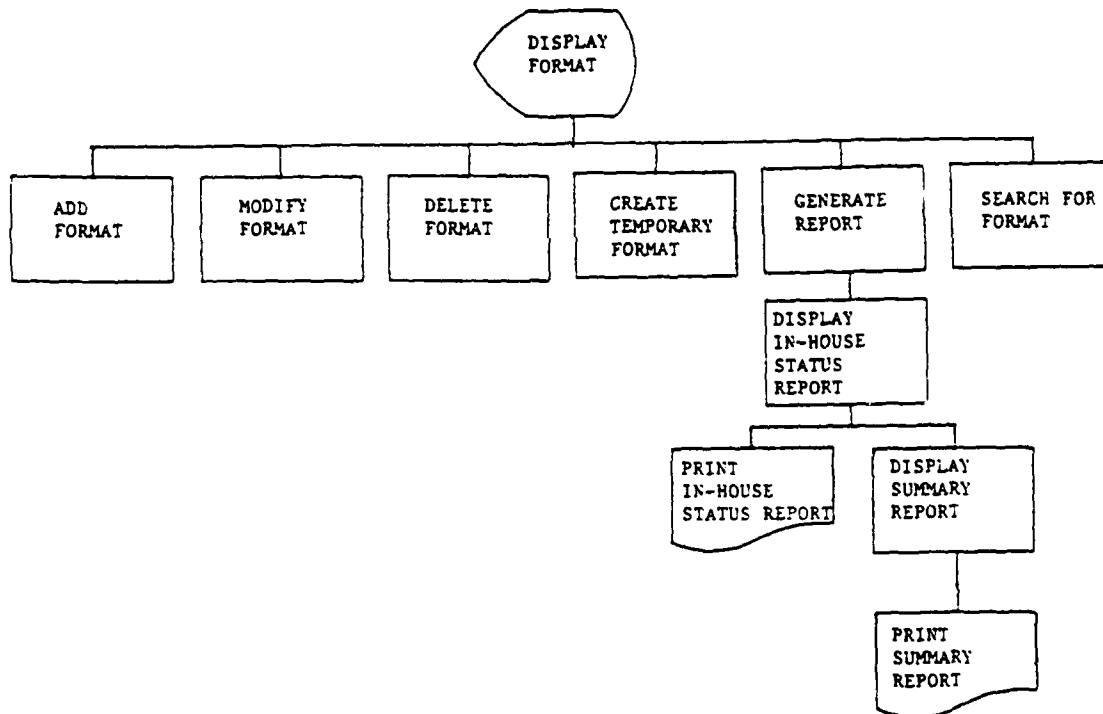 DISPLAY
FORMAT
ADD
FORMAT
MODIFY
FORMAT
DELETE
FORMAT
CREATE
TEMPORARY
FORMAT
GENERATE
REPORT
SEARCH FOR
FORMAT
DISPLAY
IN-HOUSE
STATUS
REPORT
PRINT
IN-HOUSE
STATUS REPORT
DISPLAY
SUMMARY
REPORT
PRINT
SUMMARY
REPORT